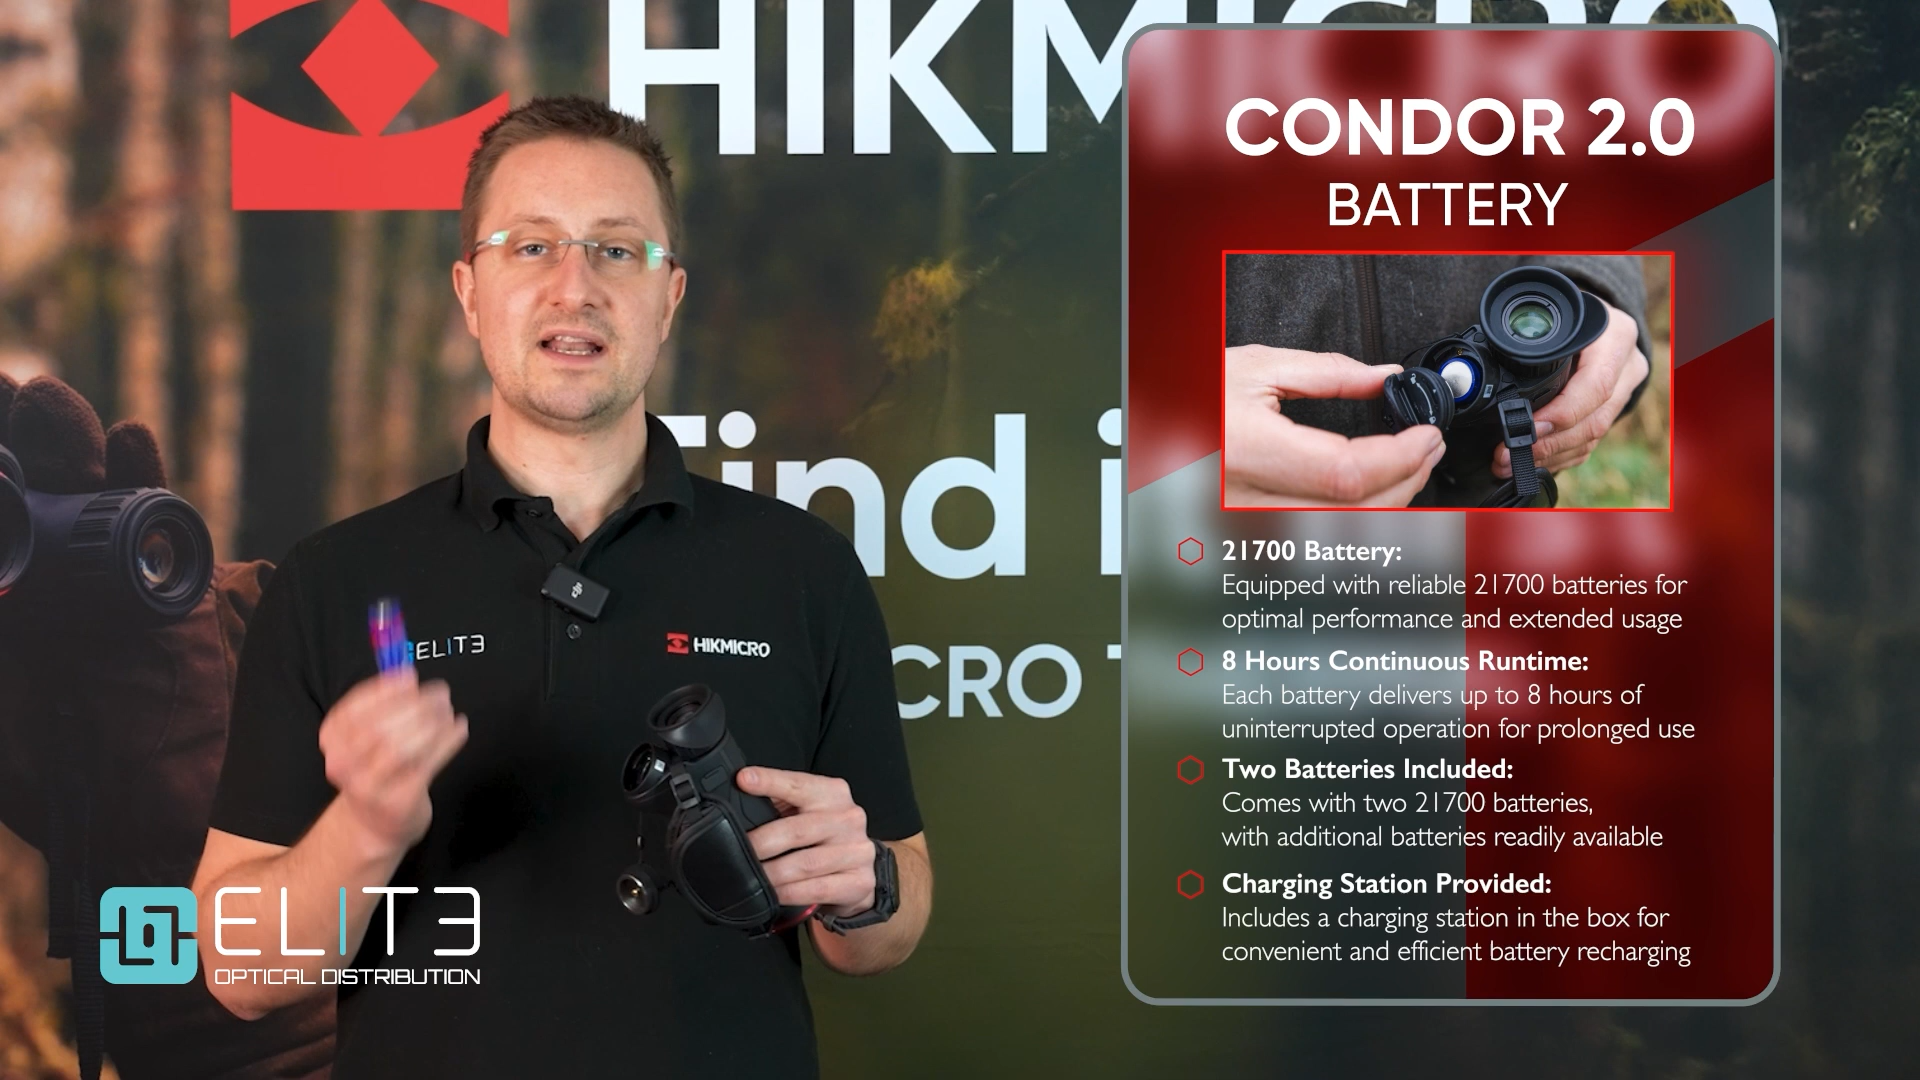 HIKMICRO
CONDOR 2.0
BATTERY
Find i
CRO T
ELIT3
HIKMICRO
dji
21700 Battery:
Equipped with reliable 21700 batteries for
optimal performance and extended usage
8 Hours Continuous Runtime:
Each battery delivers up to 8 hours of
uninterrupted operation for prolonged use
Two Batteries Included:
Comes with two 21700 batteries,
with additional batteries readily available
Charging Station Provided:
Includes a charging station in the box for
convenient and efficient battery recharging
ELIT3
OPTICAL DISTRIBUTION